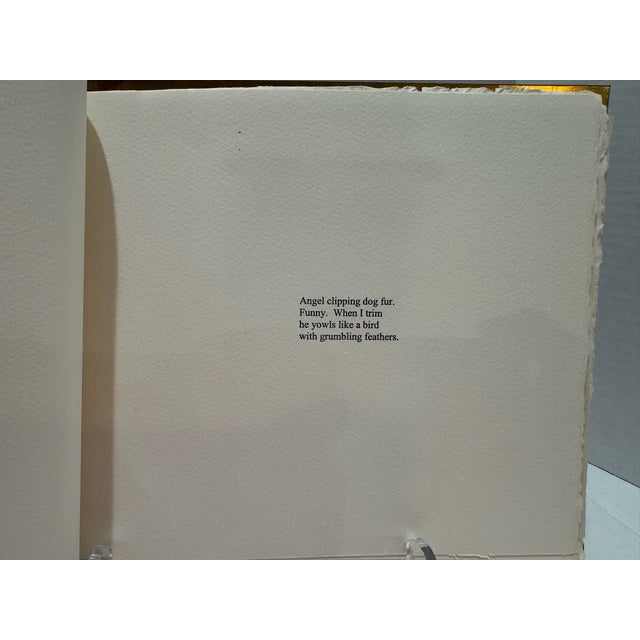 Angel clipping dog fur.
Funny.  When I trim
he yowls like a bird
with grumbling feathers.